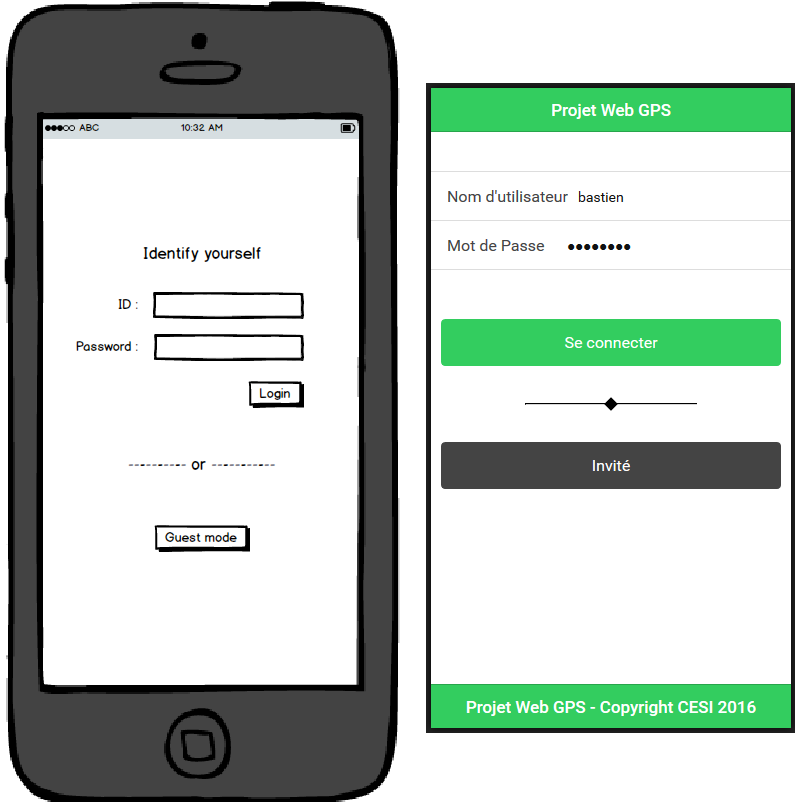 ABC 10:32 AM
Identify yourself
ID :
Password :
Login
---------- or -----------
Guest mode
Projet Web GPS
Nom d'utilisateur bastien
Mot de Passe ••••••••
Se connecter
Invité
Projet Web GPS - Copyright CESI 2016